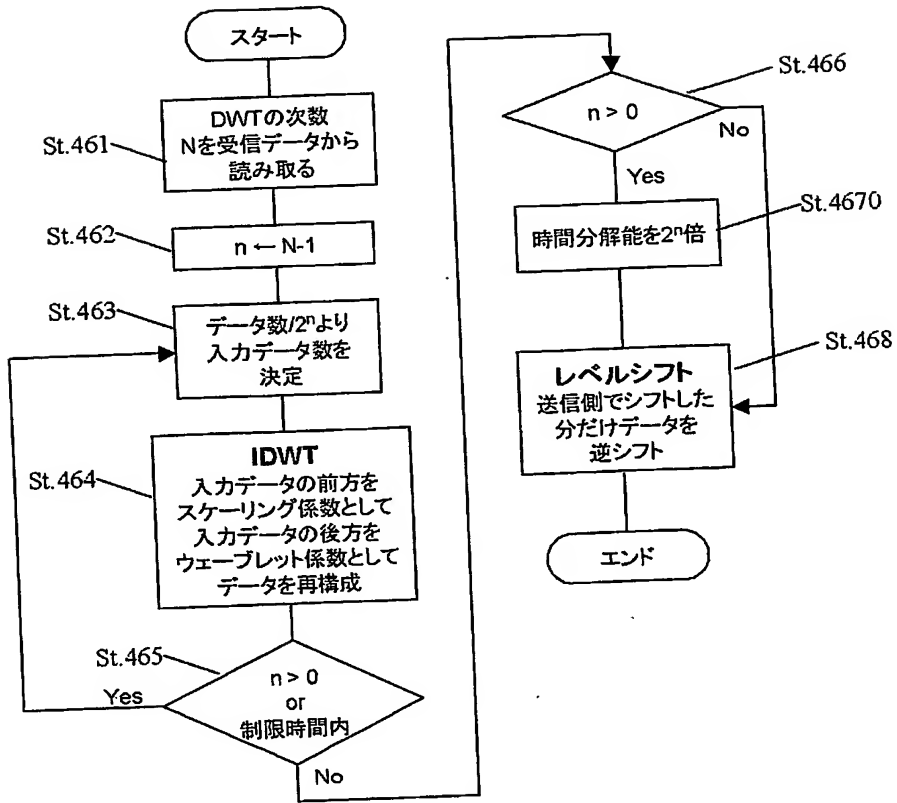 スタート
St.461
DWTの次数
Nを受信データから
読み取る
St.462
n ← N-1
St.463
データ数/2ⁿより
入力データ数を
決定
St.464
IDWT
入力データの前方を
スケーリング係数として
入力データの後方を
ウェーブレット係数として
データを再構成
St.465
n > 0
or
制限時間内
Yes
No
St.466
n > 0
No
Yes
St.4670
時間分解能を2ⁿ倍
St.468
レベルシフト
送信側でシフトした
分だけデータを
逆シフト
エンド